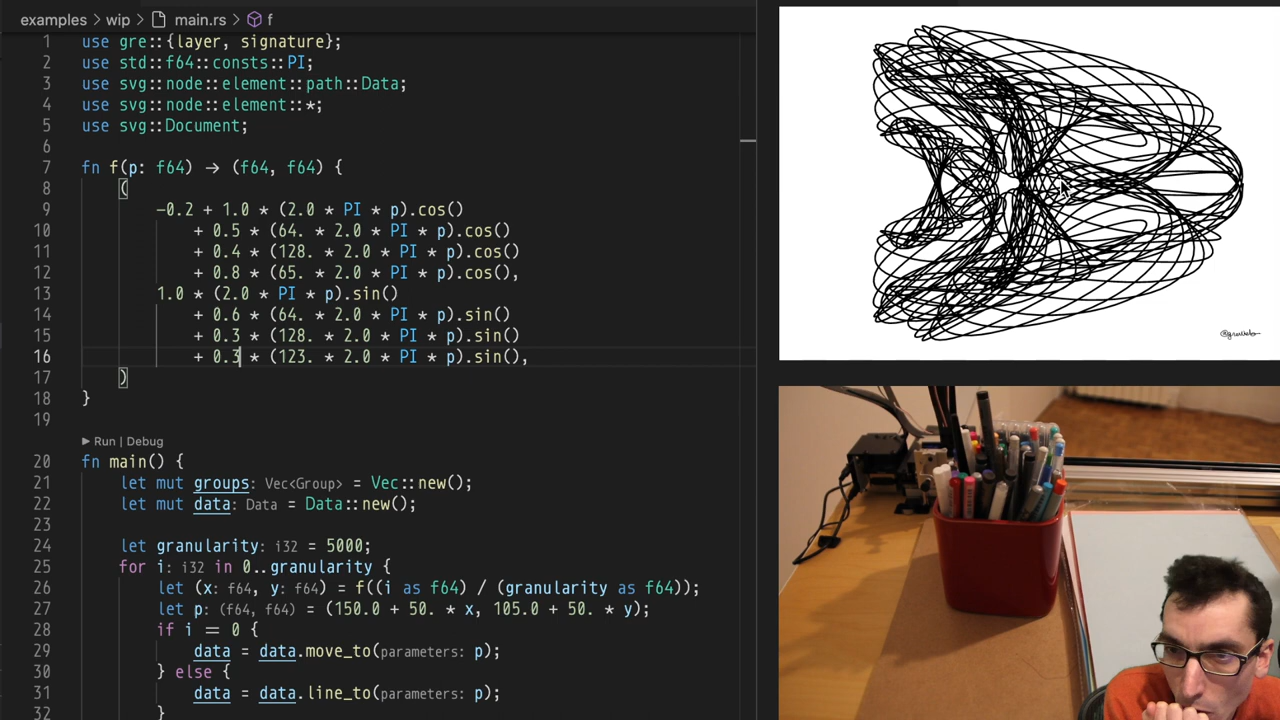 examples › wip › main.rs › f
1 use gre::{layer, signature};
2 use std::f64::consts::PI;
3 use svg::node::element::path::Data;
4 use svg::node::element::*;
5 use svg::Document;
6
7 fn f(p: f64) → (f64, f64) {
8 (
9 -0.2 + 1.0 * (2.0 * PI * p).cos()
10 + 0.5 * (64. * 2.0 * PI * p).cos()
11 + 0.4 * (128. * 2.0 * PI * p).cos()
12 + 0.8 * (65. * 2.0 * PI * p).cos(),
13 1.0 * (2.0 * PI * p).sin()
14 + 0.6 * (64. * 2.0 * PI * p).sin()
15 + 0.3 * (128. * 2.0 * PI * p).sin()
16 + 0.3 * (123. * 2.0 * PI * p).sin(),
17 )
18 }
19
▶ Run | Debug
20 fn main() {
21 let mut groups: Vec<Group> = Vec::new();
22 let mut data: Data = Data::new();
23
24 let granularity: i32 = 5000;
25 for i: i32 in 0..granularity {
26 let (x: f64, y: f64) = f((i as f64) / (granularity as f64));
27 let p: (f64, f64) = (150.0 + 50. * x, 105.0 + 50. * y);
28 if i == 0 {
29 data = data.move_to(parameters: p);
30 } else {
31 data = data.line_to(parameters: p);
32 }